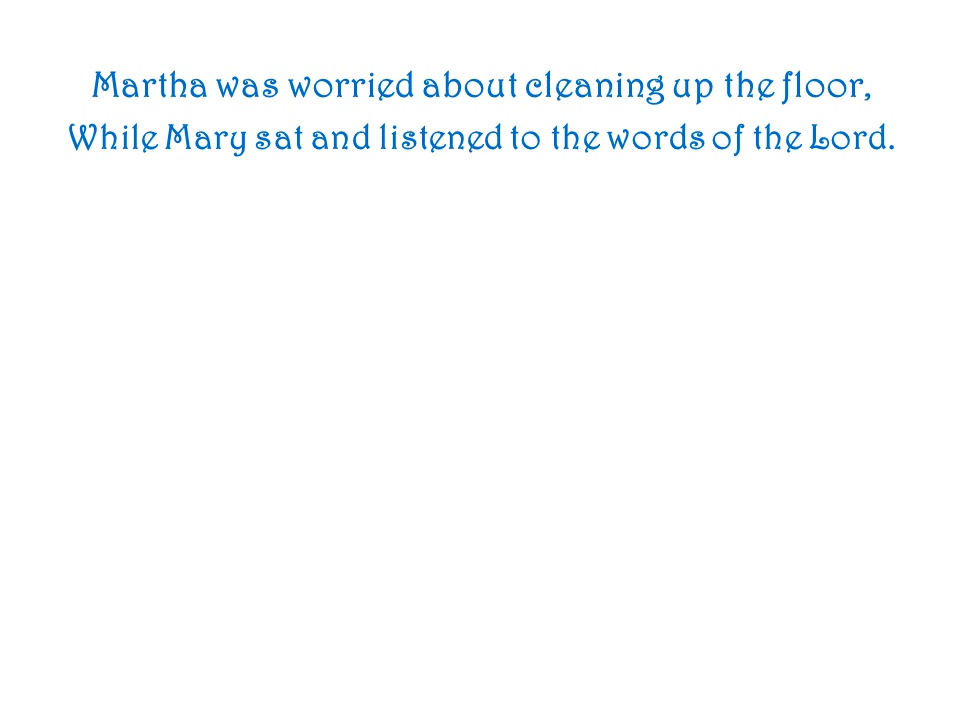 Martha was worried about cleaning up the floor,
While Mary sat and listened to the words of the Lord.